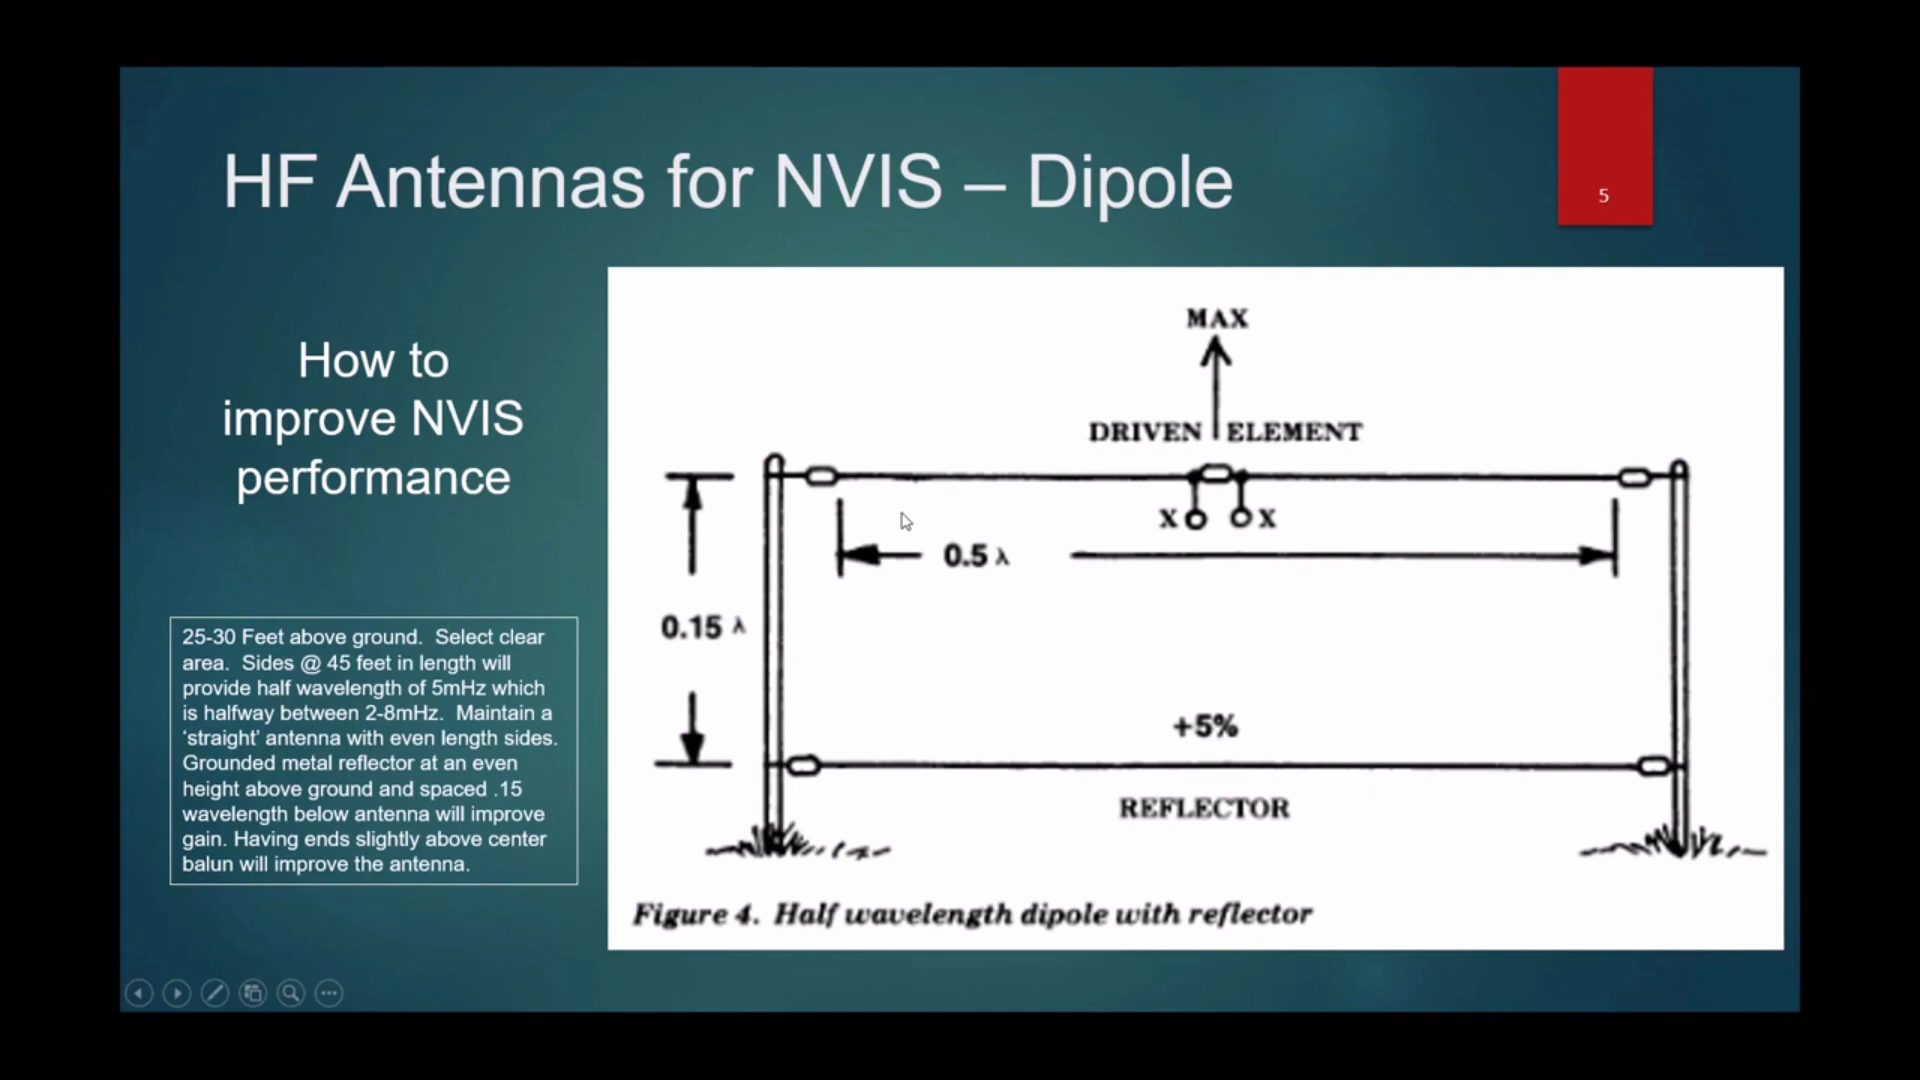 HF Antennas for NVIS – Dipole
5
How to
improve NVIS
performance
25-30 Feet above ground.  Select clear
area.  Sides @ 45 feet in length will
provide half wavelength of 5mHz which
is halfway between 2-8mHz.  Maintain a
‘straight’ antenna with even length sides.
Grounded metal reflector at an even
height above ground and spaced .15
wavelength below antenna will improve
gain. Having ends slightly above center
balun will improve the antenna.
MAX
DRIVEN ELEMENT
X X
0.5 λ
0.15 λ
+5%
REFLECTOR
Figure 4. Half wavelength dipole with reflector